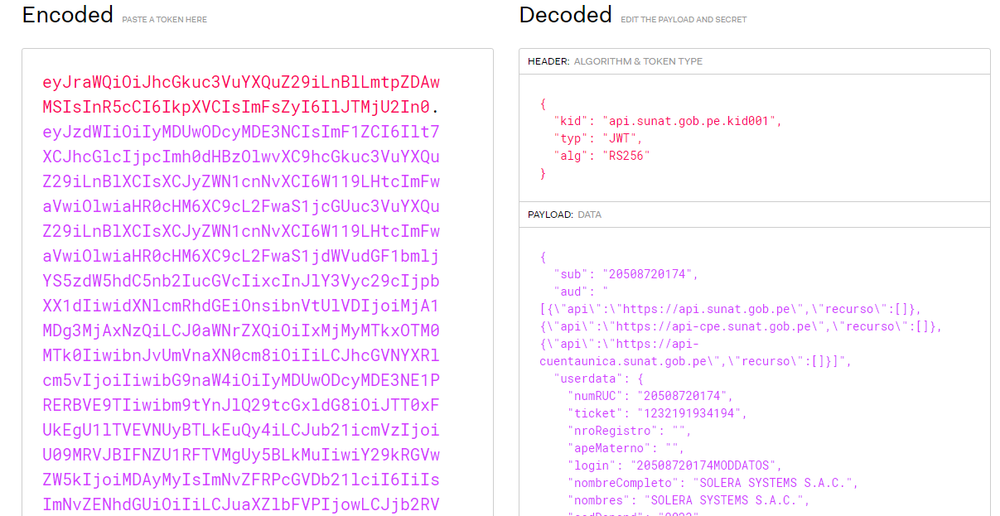 Encoded PASTE A TOKEN HERE
eyJraWQiOiJhcGkuc3VuYXQuZ29iLnBlLmtpZDAw
MSIsInR5cCI6IkpXVCIsImFsZyI6IlJTMjU2In0.
eyJzdWIiOiIyMDUwODcyMDE3NCIsImF1ZCI6Ilt7
XCJhcGlcIjpcImh0dHBzOlwvXC9hcGkuc3VuYXQu
Z29iLnBlXCIsXCJyZWN1cnNvXCI6W119LHtcImFw
aVwiOlwiaHR0cHM6XC9cL2FwaS1jcGUuc3VuYXQu
Z29iLnBlXCIsXCJyZWN1cnNvXCI6W119LHtcImFw
aVwiOlwiaHR0cHM6XC9cL2FwaS1jdWVudGF1bmlj
YS5zdW5hdC5nb2IucGVcIixcInJlY3Vyc29cIjpb
XX1dIiwidXNlcmRhdGEiOnsibnVtUlVDIjoiMjA1
MDg3MjAxNzQiLCJ0aWNrZXQiOiIxMjMyMTkxOTM0
MTk0IiwibnJvUmVnaXN0cm8iOiIiLCJhcGVNYXRl
cm5vIjoiIiwibG9naW4iOiIyMDUwODcyMDE3NE1P
RERBVE9TIiwibm9tYnJlQ29tcGxldG8iOiJTT0xF
UkEgU1lTVEVNUyBTLkEuQy4iLCJub21icmVzIjoi
U09MRVJBIFNZU1RFTVMgUy5BLkMuIiwiY29kRGVw
ZW5kIjoiMDAyMyIsImNvZFRPcGVDb21lciI6IiIs
ImNvZENhdGUiOiIiLCJuaXZlbFVPIjowLCJjb2RV
Decoded EDIT THE PAYLOAD AND SECRET
HEADER: ALGORITHM & TOKEN TYPE
{
"kid": "api.sunat.gob.pe.kid001",
"typ": "JWT",
"alg": "RS256"
}
PAYLOAD: DATA
{
"sub": "20508720174",
"aud": "
[{\"api\":\"https://api.sunat.gob.pe\",\"recurso\":[]},
{\"api\":\"https://api-cpe.sunat.gob.pe\",\"recurso\":[]},
{\"api\":\"https://api-
cuentaunica.sunat.gob.pe\",\"recurso\":[]}]",
"userdata": {
"numRUC": "20508720174",
"ticket": "1232191934194",
"nroRegistro": "",
"apeMaterno": "",
"login": "20508720174MODDATOS",
"nombreCompleto": "SOLERA SYSTEMS S.A.C.",
"nombres": "SOLERA SYSTEMS S.A.C.",